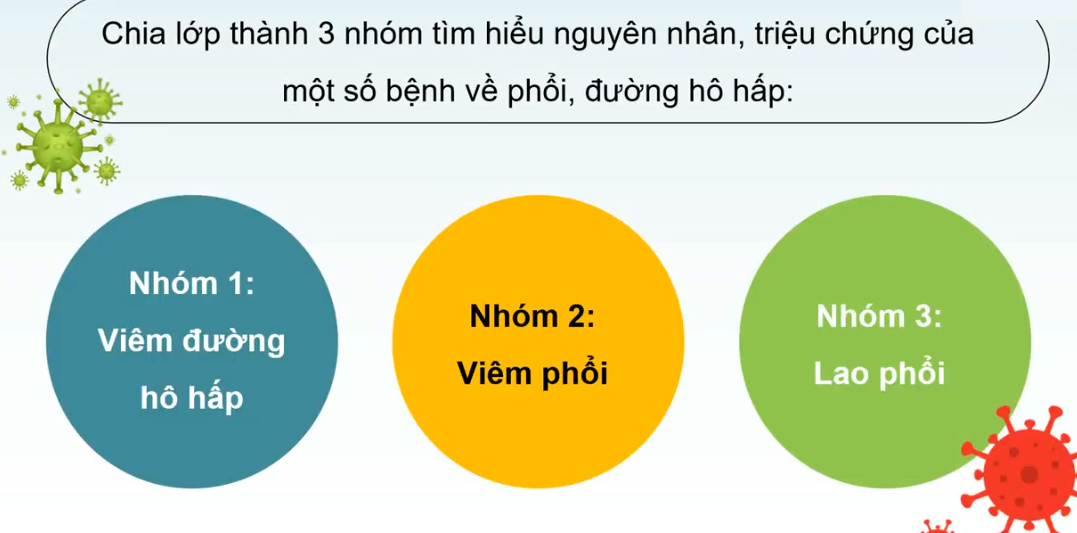 Chia lớp thành 3 nhóm tìm hiểu nguyên nhân, triệu chứng của
một số bệnh về phổi, đường hô hấp:
Nhóm 1:
Viêm đường
hô hấp
Nhóm 2:
Viêm phổi
Nhóm 3:
Lao phổi